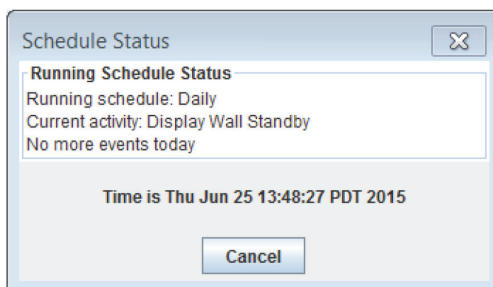 Schedule Status
Running Schedule Status
Running schedule: Daily
Current activity: Display Wall Standby
No more events today
Time is Thu Jun 25 13:48:27 PDT 2015
Cancel